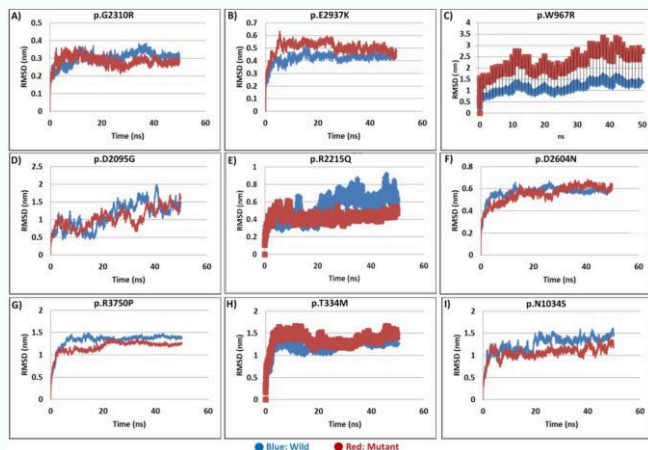 A) p.G2310R
RMSD (nm)
0.5
0.4
0.3
0.2
0.1
0
0 20 40 60
Time (ns)
B) p.E2937K
RMSD (nm)
0.7
0.6
0.5
0.4
0.3
0.2
0.1
0
0 20 40 60
Time (ns)
C) p.W967R
RMSD (nm)
4
3.5
3
2.5
2
1.5
1
0.5
0
0 10 20 30 40 50
ns
D) p.D2095G
RMSD (nm)
2.5
2
1.5
1
0.5
0
0 20 40 60
Time (ns)
E) p.R2215Q
RMSD (nm)
1
0.8
0.6
0.4
0.2
0
0 20 40 60
Time (ns)
F) p.D2604N
RMSD (nm)
0.8
0.6
0.4
0.2
0
0 20 40 60
Time (ns)
G) p.R3750P
RMSD (nm)
2
1.5
1
0.5
0
0 20 40 60
Time (ns)
H) p.T334M
RMSD (nm)
2
1.5
1
0.5
0
0 20 40 60
Time (ns)
I) p.N1034S
RMSD (nm)
2
1.5
1
0.5
0
0 20 40 60
Time (ns)
Blue: Wild Red: Mutant